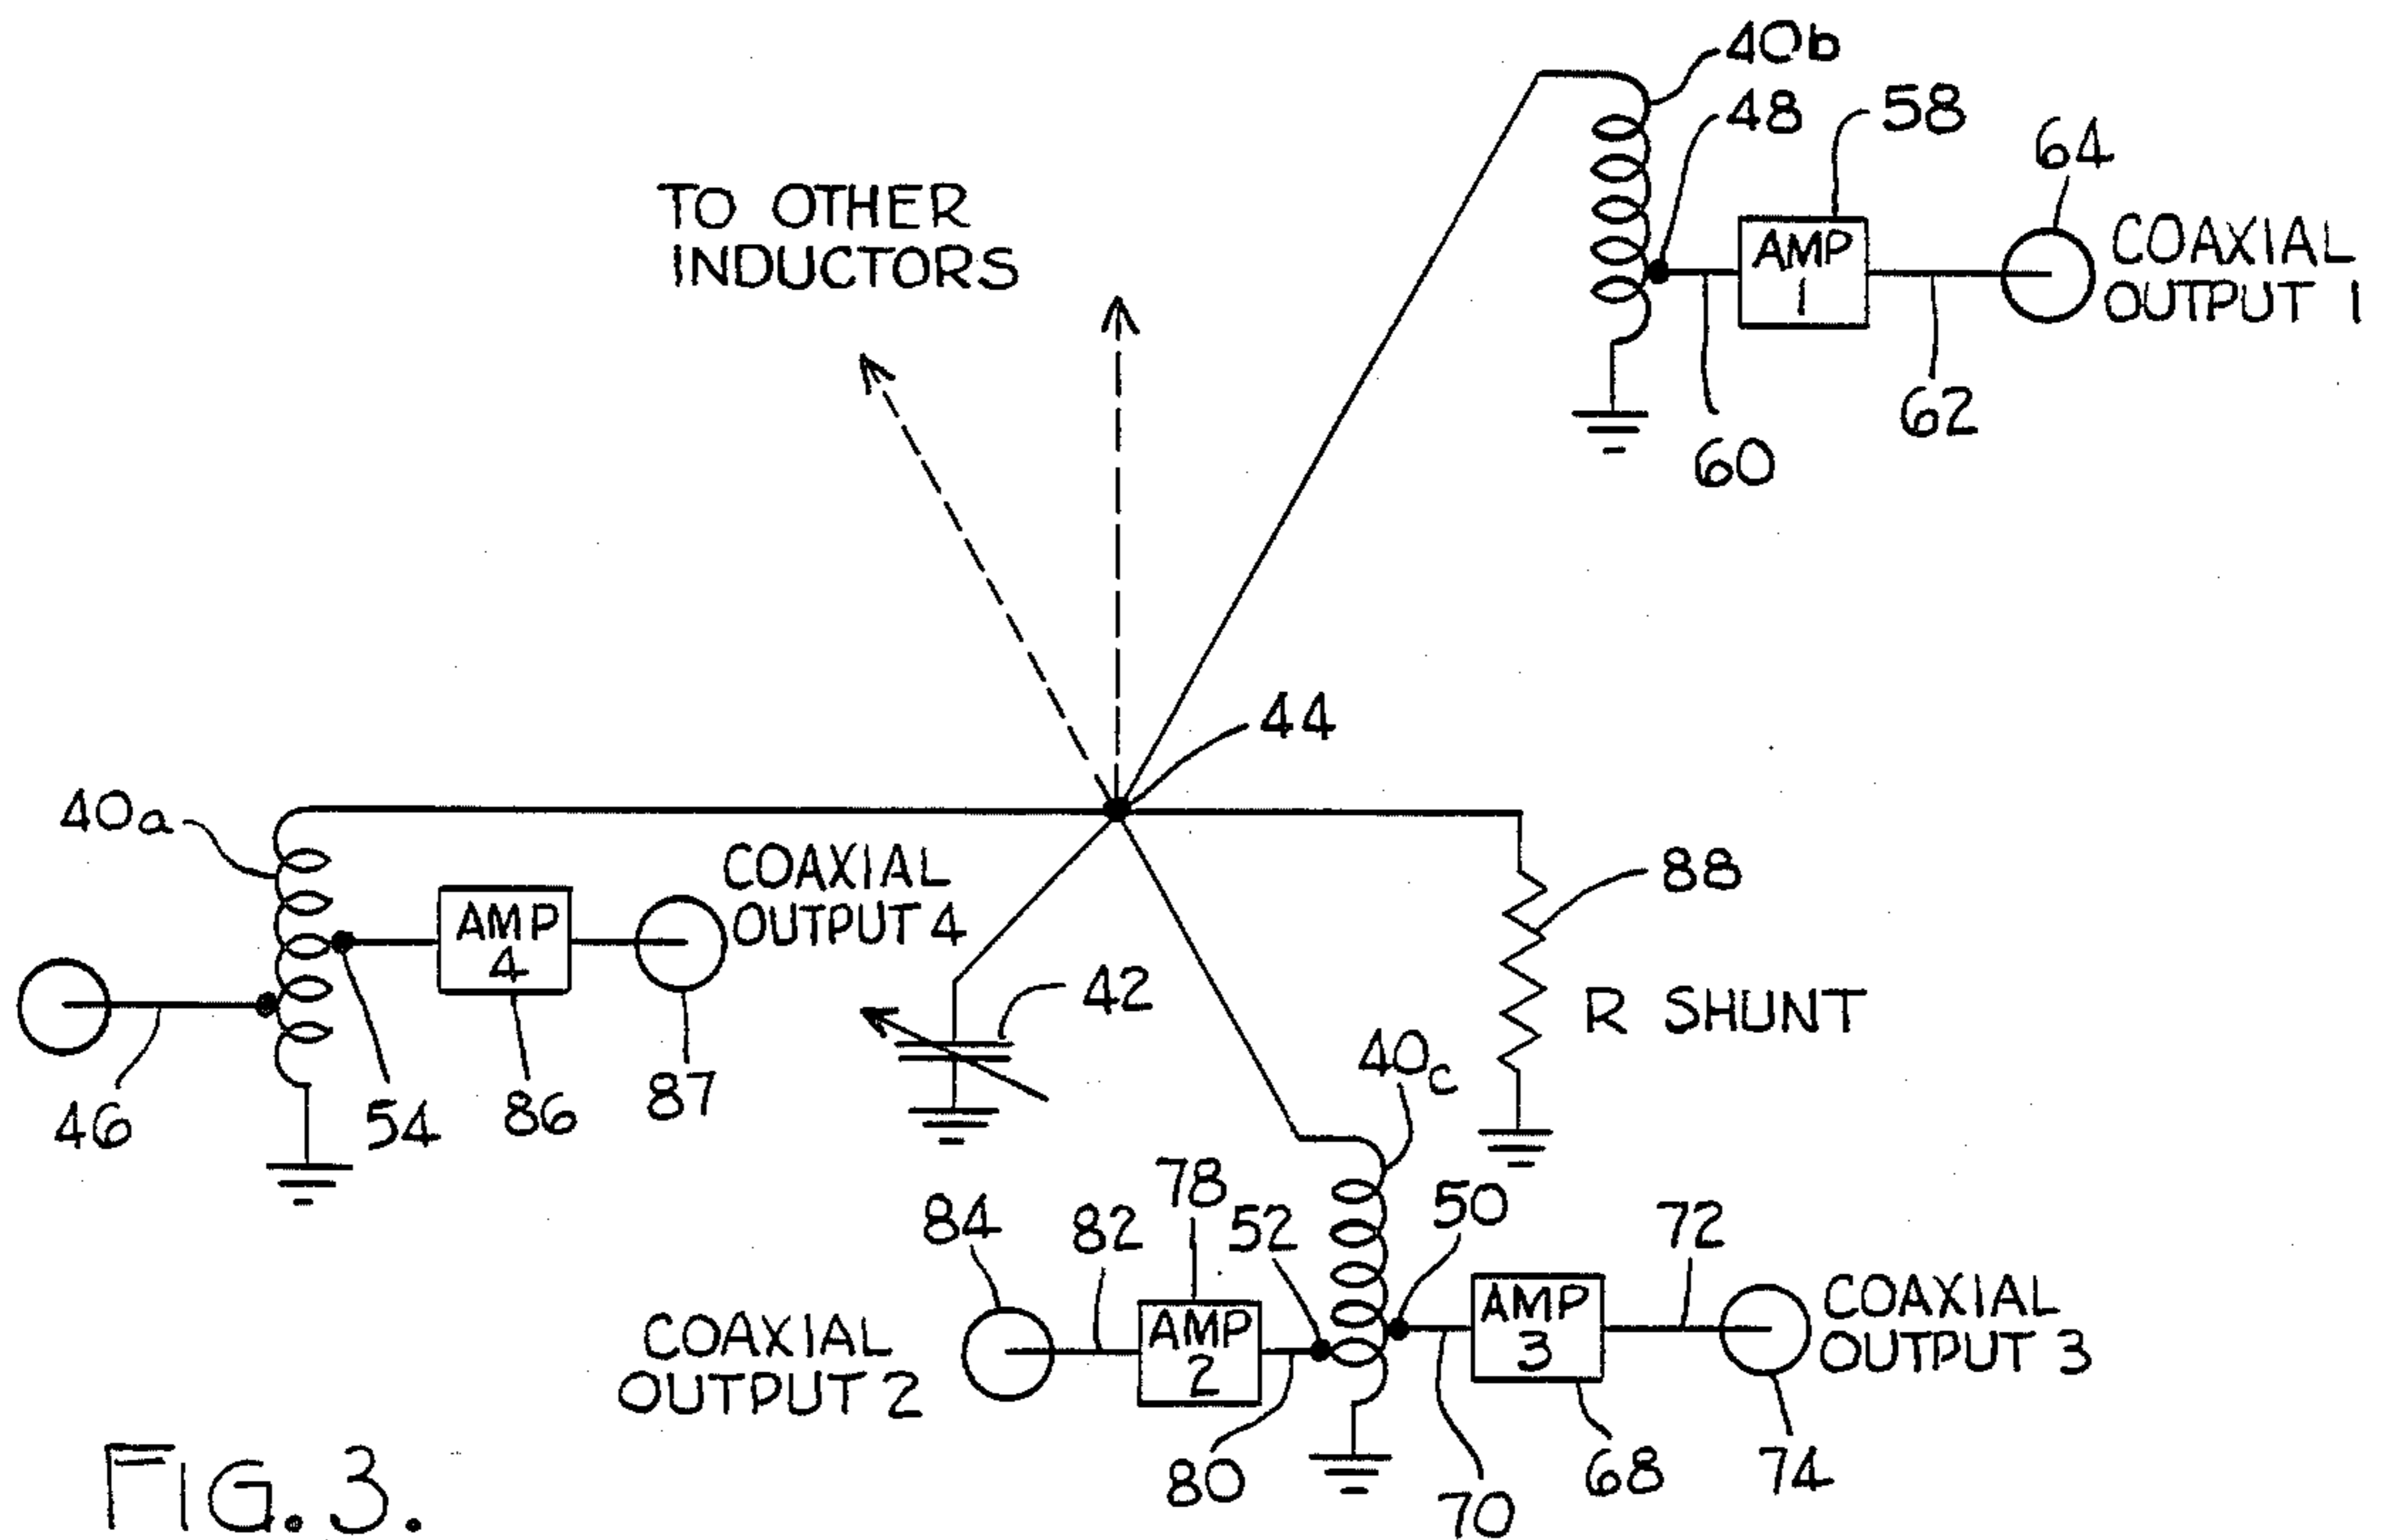 40b
48
58
64
TO OTHER
INDUCTORS
COAXIAL
OUTPUT 1
AMP
1
62
60
44
40a
COAXIAL
OUTPUT 4
88
AMP
4
42
R SHUNT
46
54
86
87
40c
78
84
82
52
50
72
COAXIAL
OUTPUT 2
AMP
2
AMP
3
COAXIAL
OUTPUT 3
80
70
68
74
FIG. 3.